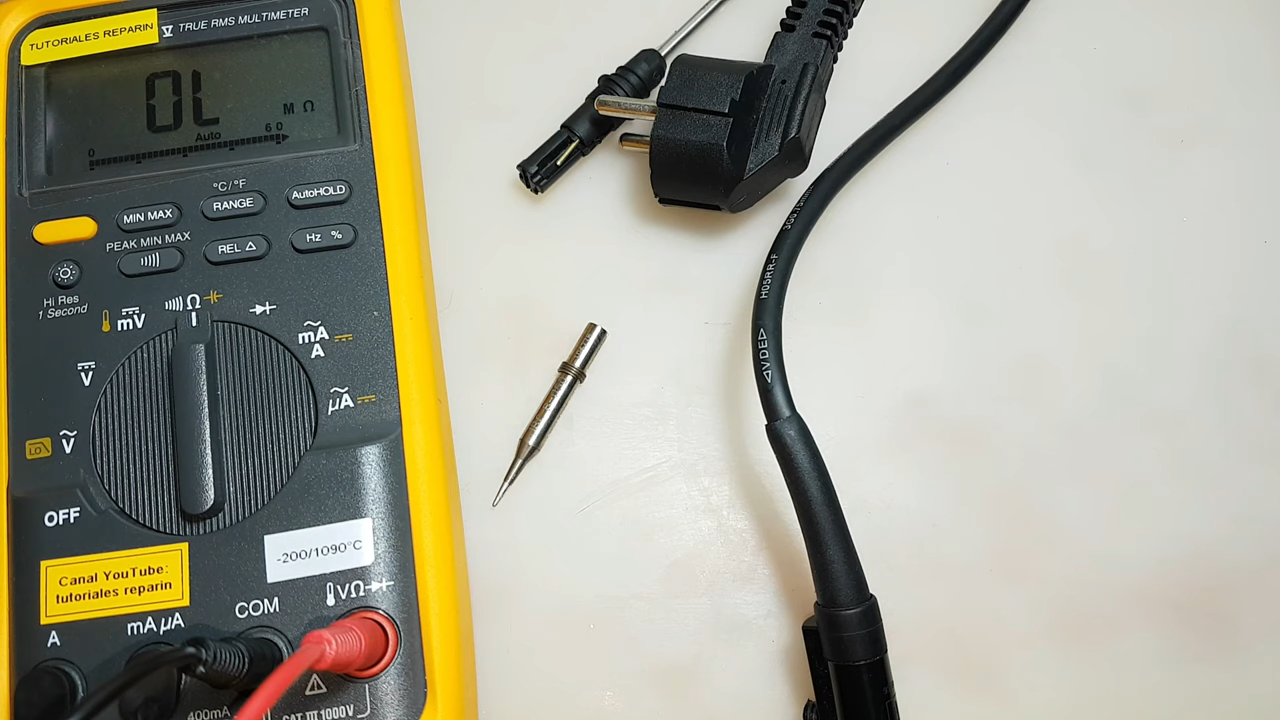 TUTORIALES REPARIN
V TRUE RMS MULTIMETER
OL
M Ω
Auto
0
60
°C/°F
MIN MAX
RANGE
AutoHOLD
PEAK MIN MAX
REL Δ
Hz %
Hi Res
1 Second
mV
Ω
mA
A
V
µA
LO
V
OFF
-200/1090°C
Canal YouTube:
tutoriales reparin
A
mA µA
COM
VΩ
400mA
CAT III 1000V
H05RR-F
VDE